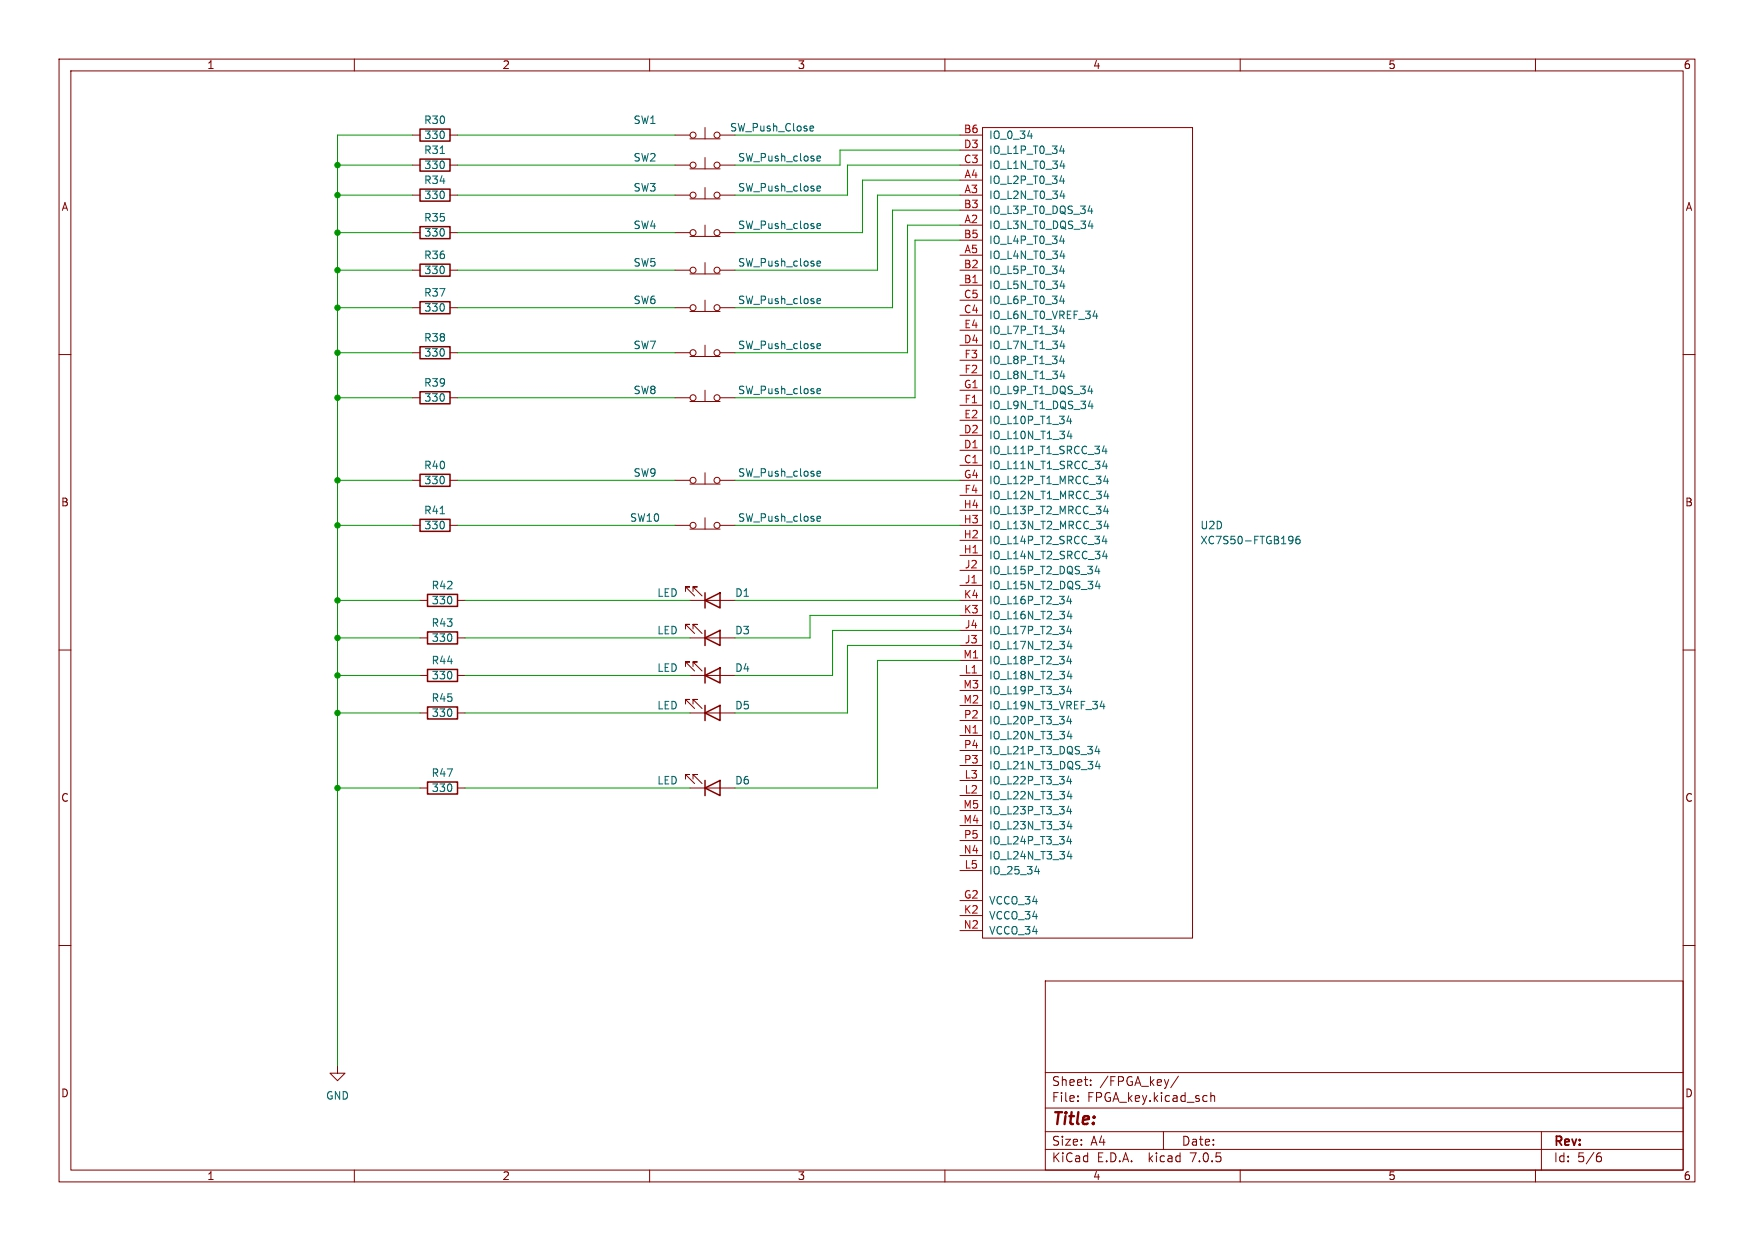 1 2 3 4 5 6
A
B
C
D
R30 330 SW1 SW_Push_Close
R31 330 SW2 SW_Push_close
R34 330 SW3 SW_Push_close
R35 330 SW4 SW_Push_close
R36 330 SW5 SW_Push_close
R37 330 SW6 SW_Push_close
R38 330 SW7 SW_Push_close
R39 330 SW8 SW_Push_close
R40 330 SW9 SW_Push_close
R41 330 SW10 SW_Push_close
R42 330 LED D1
R43 330 LED D3
R44 330 LED D4
R45 330 LED D5
R47 330 LED D6
GND
B6 IO_0_34
D3 IO_L1P_T0_34
C3 IO_L1N_T0_34
A4 IO_L2P_T0_34
A3 IO_L2N_T0_34
B3 IO_L3P_T0_DQS_34
A2 IO_L3N_T0_DQS_34
B5 IO_L4P_T0_34
A5 IO_L4N_T0_34
B2 IO_L5P_T0_34
B1 IO_L5N_T0_34
C5 IO_L6P_T0_34
C4 IO_L6N_T0_VREF_34
E4 IO_L7P_T1_34
D4 IO_L7N_T1_34
F3 IO_L8P_T1_34
F2 IO_L8N_T1_34
G1 IO_L9P_T1_DQS_34
F1 IO_L9N_T1_DQS_34
E2 IO_L10P_T1_34
D2 IO_L10N_T1_34
D1 IO_L11P_T1_SRCC_34
C1 IO_L11N_T1_SRCC_34
G4 IO_L12P_T1_MRCC_34
F4 IO_L12N_T1_MRCC_34
H4 IO_L13P_T2_MRCC_34
H3 IO_L13N_T2_MRCC_34
H2 IO_L14P_T2_SRCC_34
H1 IO_L14N_T2_SRCC_34
J2 IO_L15P_T2_DQS_34
J1 IO_L15N_T2_DQS_34
K4 IO_L16P_T2_34
K3 IO_L16N_T2_34
J4 IO_L17P_T2_34
J3 IO_L17N_T2_34
M1 IO_L18P_T2_34
L1 IO_L18N_T2_34
M3 IO_L19P_T3_34
M2 IO_L19N_T3_VREF_34
P2 IO_L20P_T3_34
N1 IO_L20N_T3_34
P4 IO_L21P_T3_DQS_34
P3 IO_L21N_T3_DQS_34
L3 IO_L22P_T3_34
L2 IO_L22N_T3_34
M5 IO_L23P_T3_34
M4 IO_L23N_T3_34
P5 IO_L24P_T3_34
N4 IO_L24N_T3_34
L5 IO_25_34
G2 VCCO_34
K2 VCCO_34
N2 VCCO_34
U2D
XC7S50-FTGB196
A
B
C
D
Sheet: /FPGA_key/
File: FPGA_key.kicad_sch
Title:
Size: A4 Date: Rev:
KiCad E.D.A. kicad 7.0.5 Id: 5/6
1 2 3 4 5 6